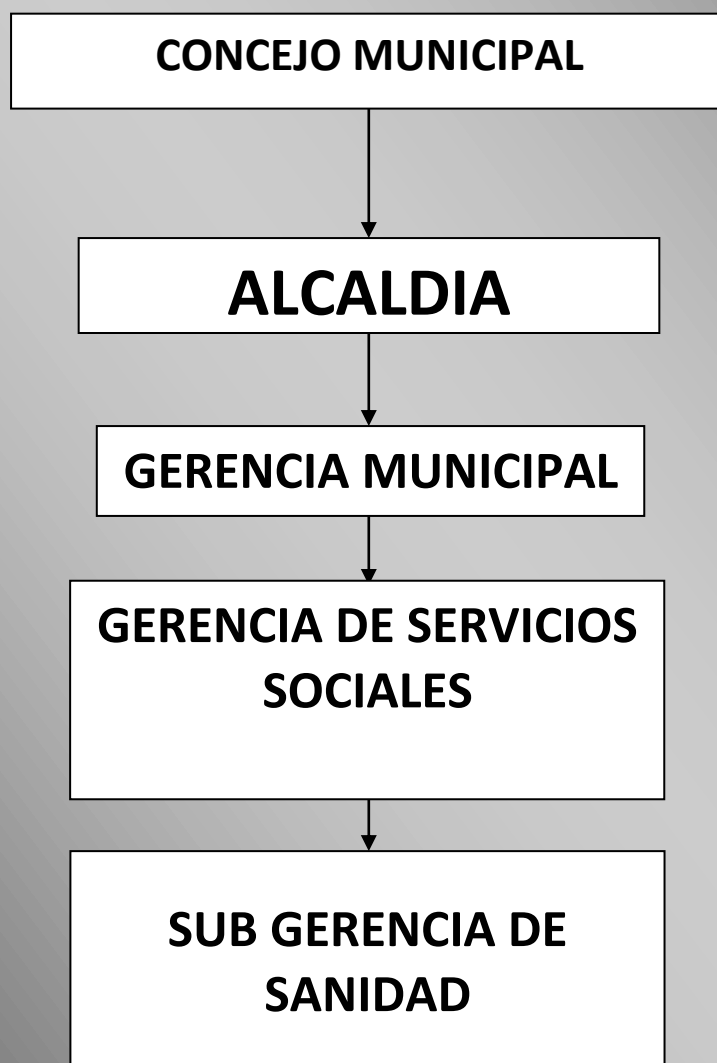 CONCEJO MUNICIPAL
ALCALDIA
GERENCIA MUNICIPAL
GERENCIA DE SERVICIOS
SOCIALES
SUB GERENCIA DE
SANIDAD